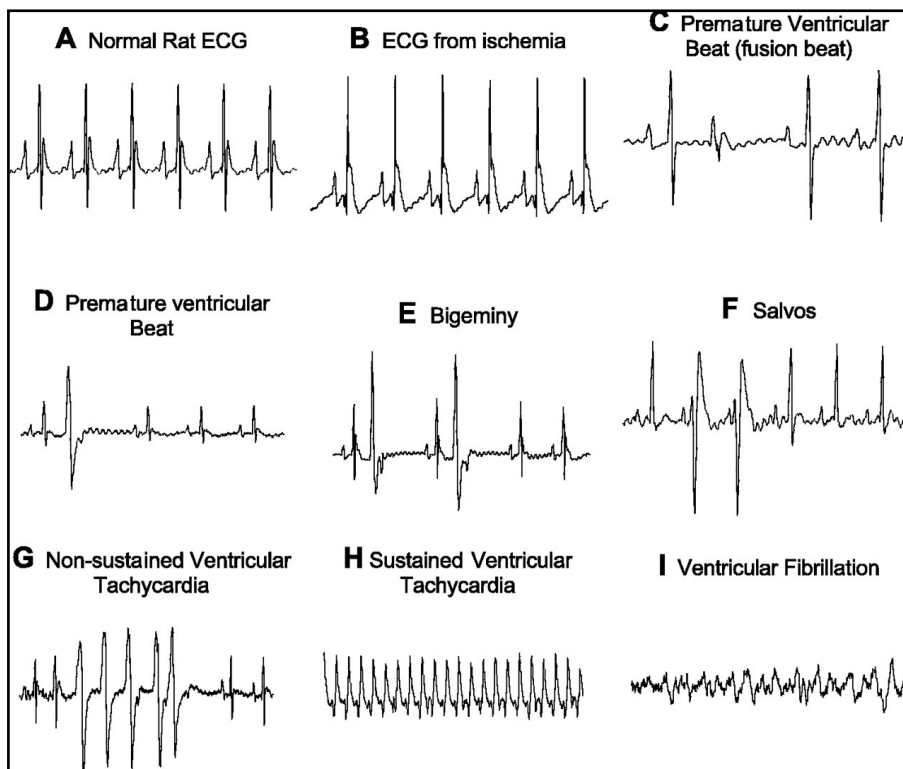 A Normal Rat ECG
B ECG from ischemia
C Premature Ventricular
Beat (fusion beat)
D Premature ventricular
Beat
E Bigeminy
F Salvos
G Non-sustained Ventricular
Tachycardia
H Sustained Ventricular
Tachycardia
I Ventricular Fibrillation